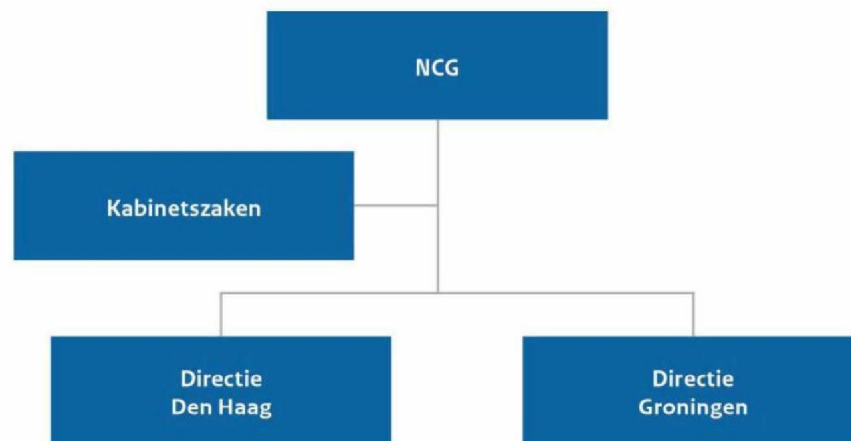 NCG
Kabinetszaken
Directie
Den Haag
Directie
Groningen